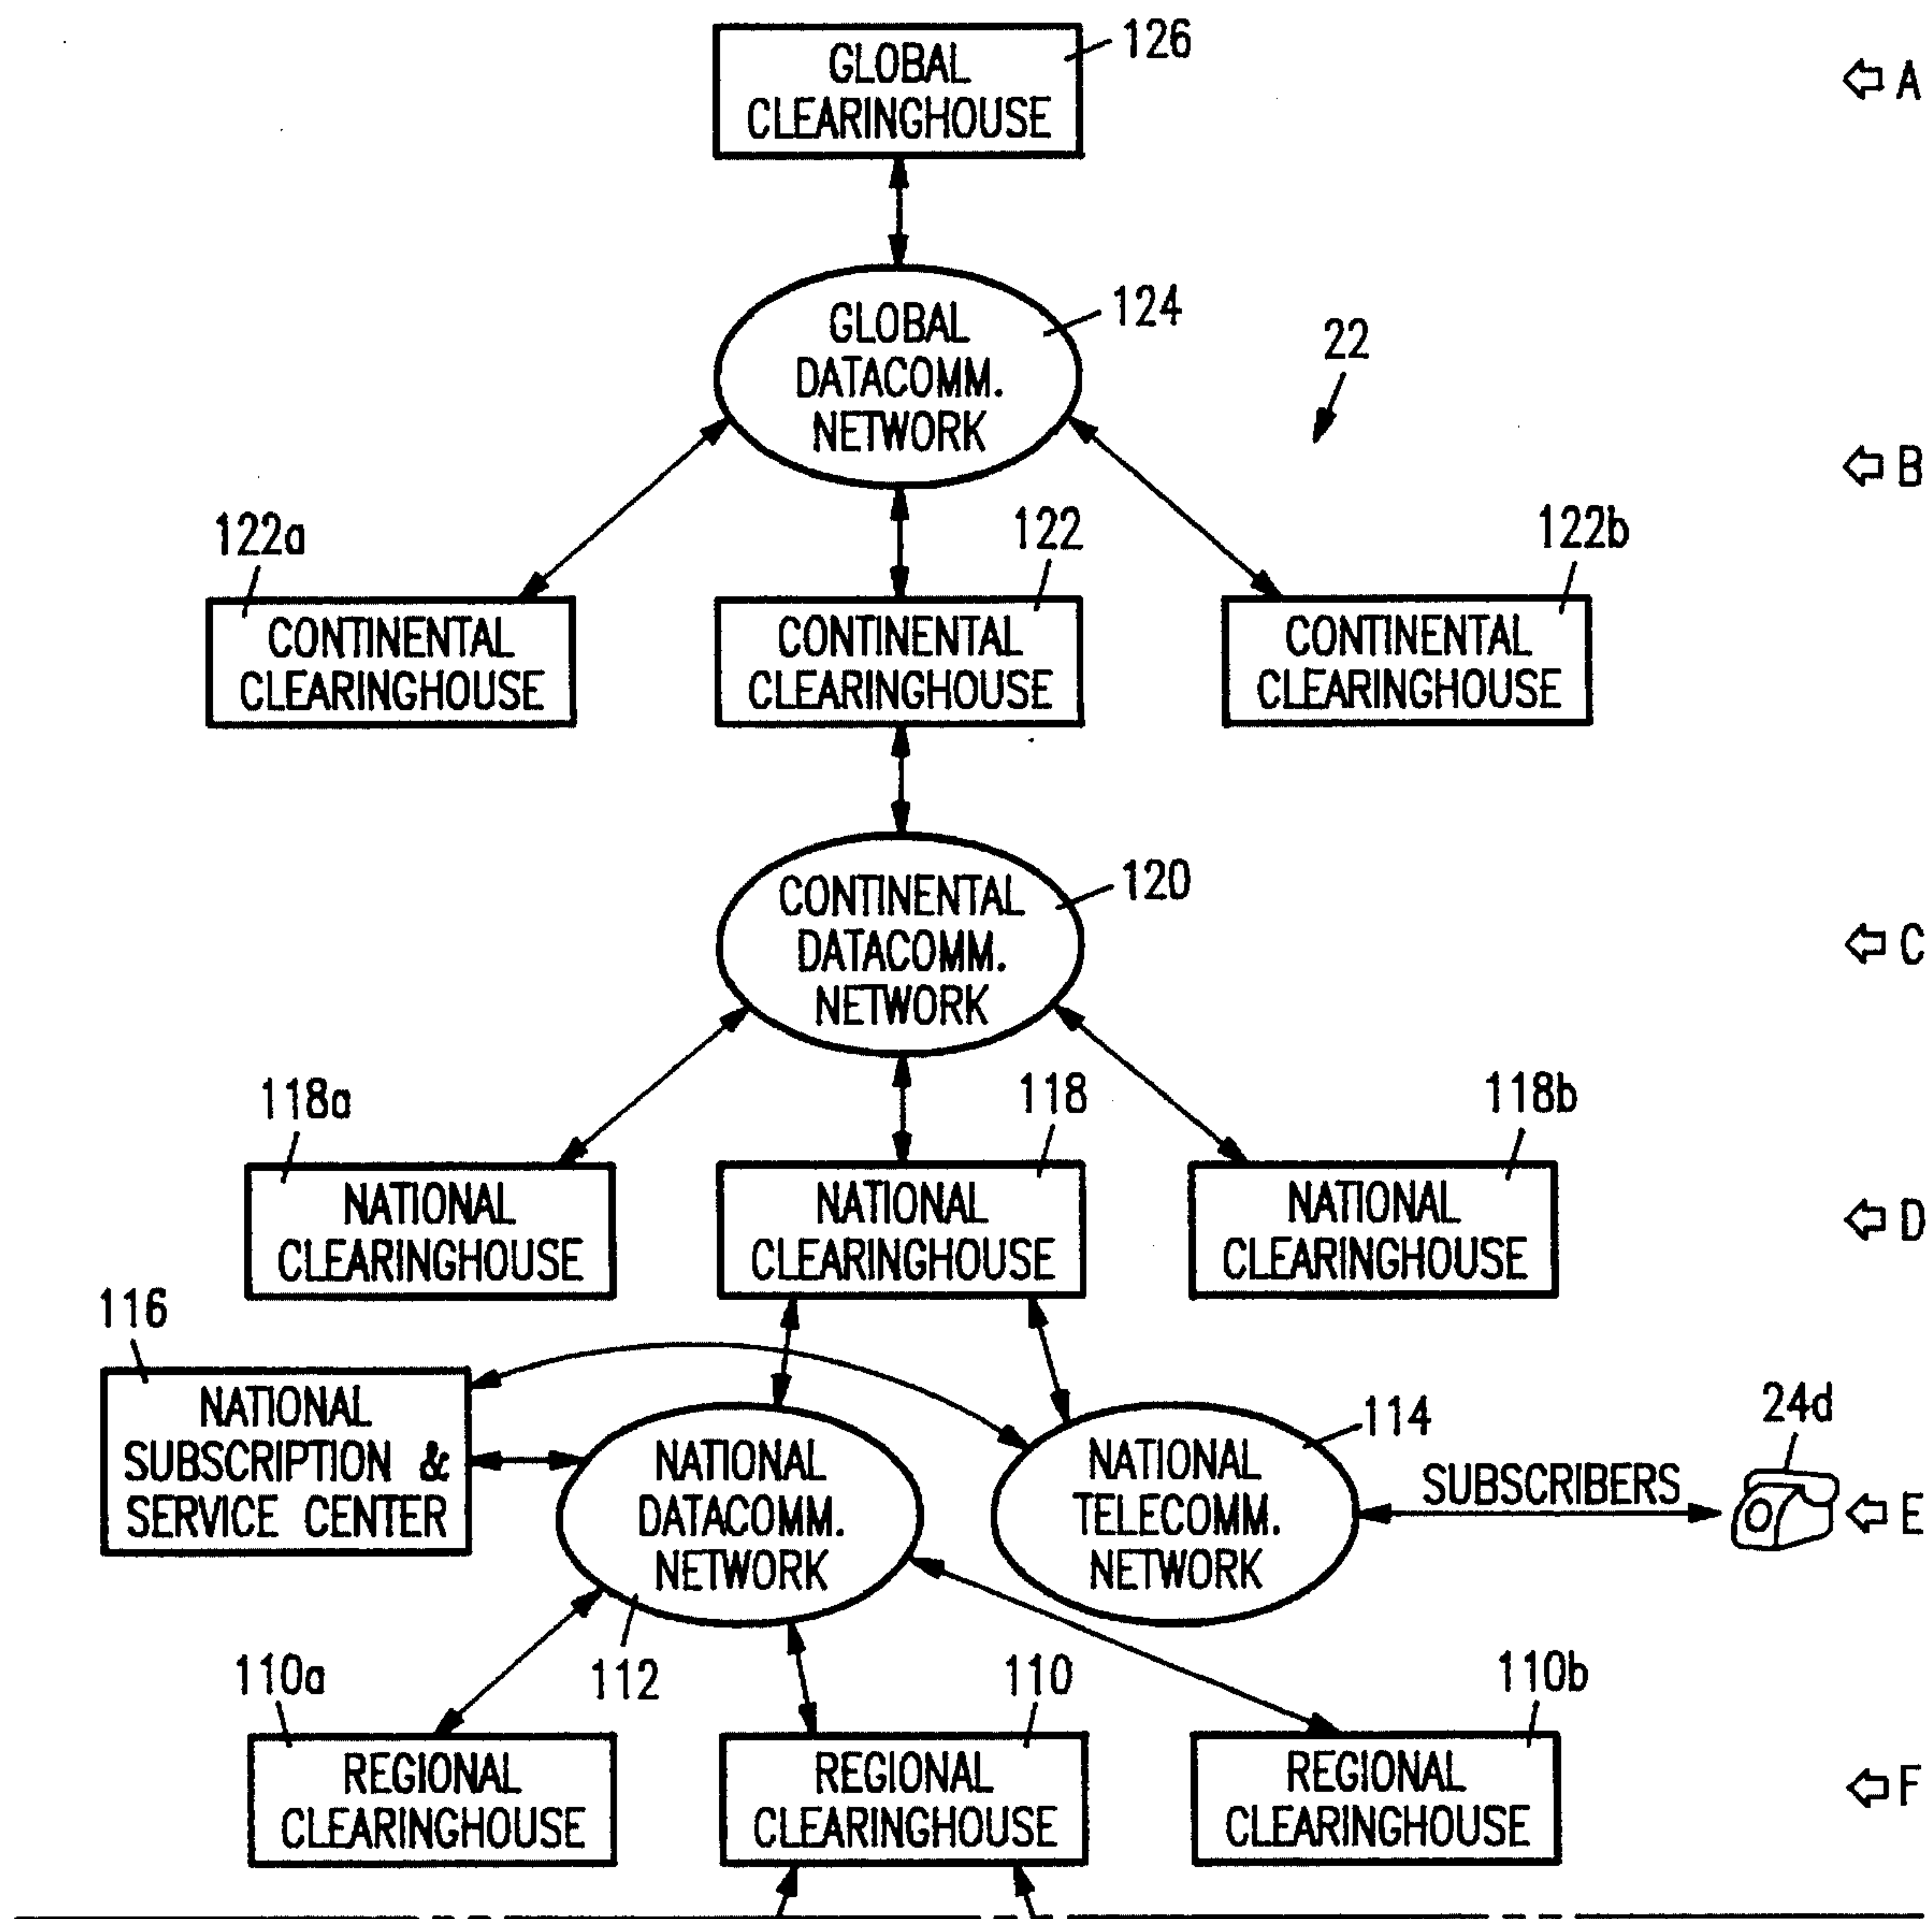 126
GLOBAL
CLEARINGHOUSE
A
GLOBAL
DATACOMM.
NETWORK
124
22
B
122a
122
122b
CONTINENTAL
CLEARINGHOUSE
CONTINENTAL
CLEARINGHOUSE
CONTINENTAL
CLEARINGHOUSE
CONTINENTAL
DATACOMM.
NETWORK
120
C
118a
118
118b
NATIONAL
CLEARINGHOUSE
NATIONAL
CLEARINGHOUSE
NATIONAL
CLEARINGHOUSE
D
116
NATIONAL
SUBSCRIPTION &
SERVICE CENTER
NATIONAL
DATACOMM.
NETWORK
112
NATIONAL
TELECOMM.
NETWORK
114
SUBSCRIBERS
24d
E
110a
110
110b
REGIONAL
CLEARINGHOUSE
REGIONAL
CLEARINGHOUSE
REGIONAL
CLEARINGHOUSE
F